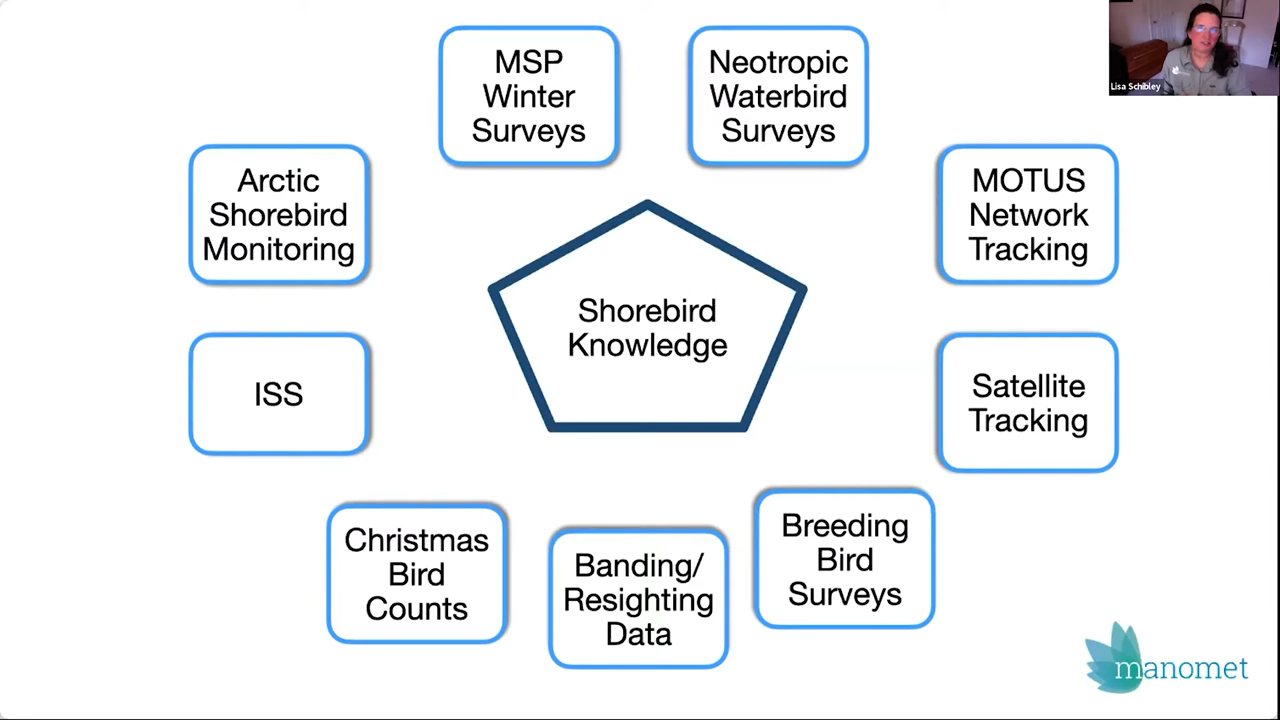 MSP
Winter
Surveys
Neotropic
Waterbird
Surveys
Lisa Schibley
Arctic
Shorebird
Monitoring
MOTUS
Network
Tracking
Shorebird
Knowledge
ISS
Satellite
Tracking
Christmas
Bird
Counts
Banding/
Resighting
Data
Breeding
Bird
Surveys
manomet